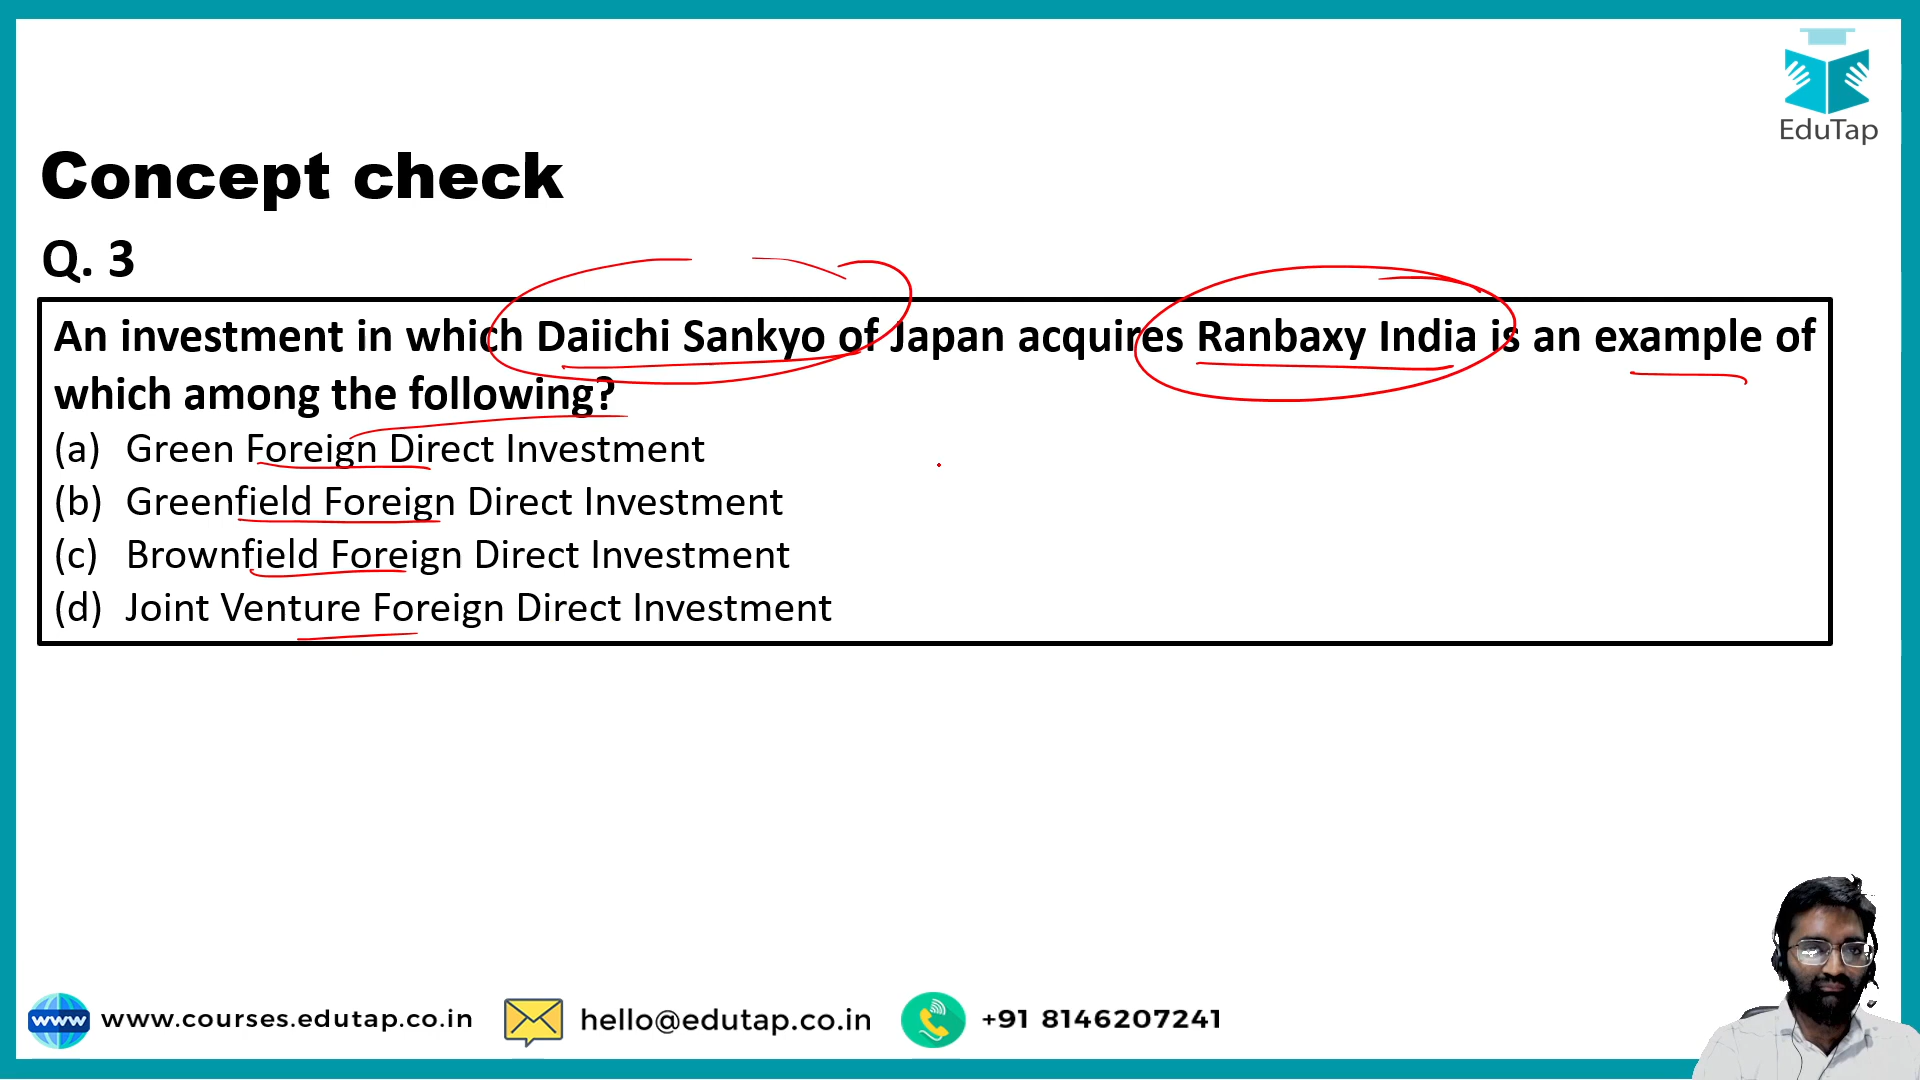 EduTap
Concept check
Q. 3
An investment in which Daiichi Sankyo of Japan acquires Ranbaxy India is an example of
which among the following?
(a) Green Foreign Direct Investment
(b) Greenfield Foreign Direct Investment
(c) Brownfield Foreign Direct Investment
(d) Joint Venture Foreign Direct Investment
www www.courses.edutap.co.in hello@edutap.co.in +91 8146207241